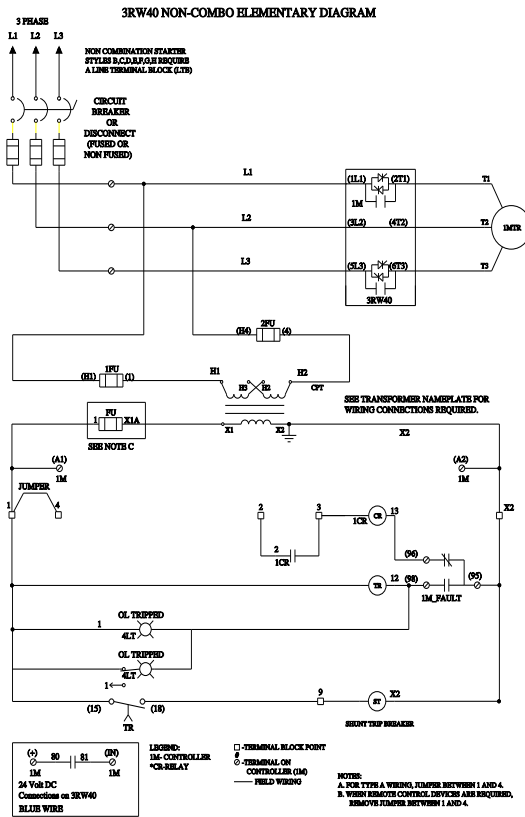 3RW40 NON-COMBO ELEMENTARY DIAGRAM
3 PHASE
L1 L2 L3
NON COMBINATION STARTER
STYLES B,C,D,E,F,G,H REQUIRE
A LINE TERMINAL BLOCK (LTB)
CIRCUIT
BREAKER
OR
DISCONNECT
(FUSED OR
NON FUSED)
L1 (1L1) (2T1) T1
1M
L2 (3L2) (4T2) T2 1MTR
L3 (5L3) (6T3) T3
3RW40
2FU
(H4) (4)
1FU
(H1) (1)
H1 H3 H2 H2
CPT
SEE TRANSFORMER NAMEPLATE FOR
WIRING CONNECTIONS REQUIRED.
FU
1 X1A
X1 X2
X2
SEE NOTE C
(A1) (A2)
1M 1M
JUMPER
1 4 2 3 1CR CR 13 X2
2
1CR
(96)
TR 12 (98) (95)
1M_FAULT
OL TRIPPED
1 4LT
OL TRIPPED
4LT
1
(15) (18) 9 ST X2
TR
SHUNT TRIP BREAKER
(+) 80 81 (IN)
1M 1M
24 Volt DC
Connections on 3RW40
BLUE WIRE
LEGEND:
1M- CONTROLLER
*CR-RELAY
-TERMINAL BLOCK POINT
#
-TERMINAL ON
CONTROLLER (1M)
FIELD WIRING
NOTES:
A. FOR TYPE A WIRING, JUMPER BETWEEN 1 AND 4.
B. WHEN REMOTE CONTROL DEVICES ARE REQUIRED,
REMOVE JUMPER BETWEEN 1 AND 4.